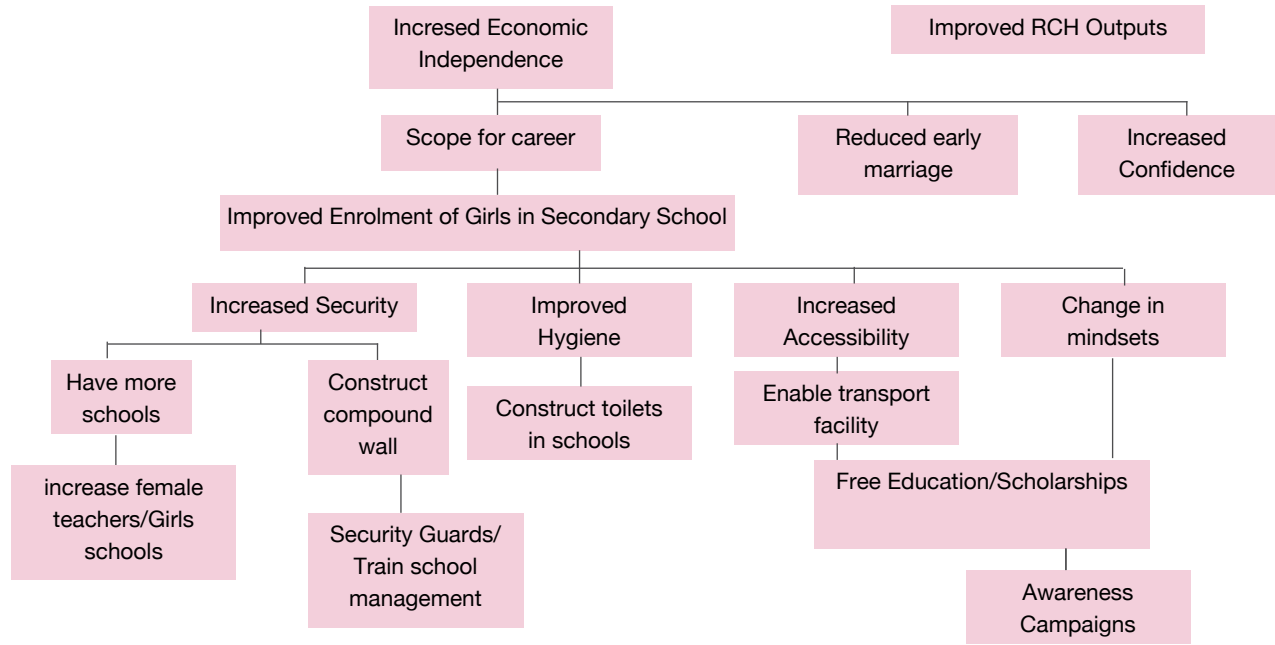 Incresed Economic
Independence
Improved RCH Outputs
Scope for career
Reduced early
marriage
Increased
Confidence
Improved Enrolment of Girls in Secondary School
Increased Security
Improved
Hygiene
Increased
Accessibility
Change in
mindsets
Have more
schools
Construct
compound
wall
Construct toilets
in schools
Enable transport
facility
increase female
teachers/Girls
schools
Security Guards/
Train school
management
Free Education/Scholarships
Awareness
Campaigns